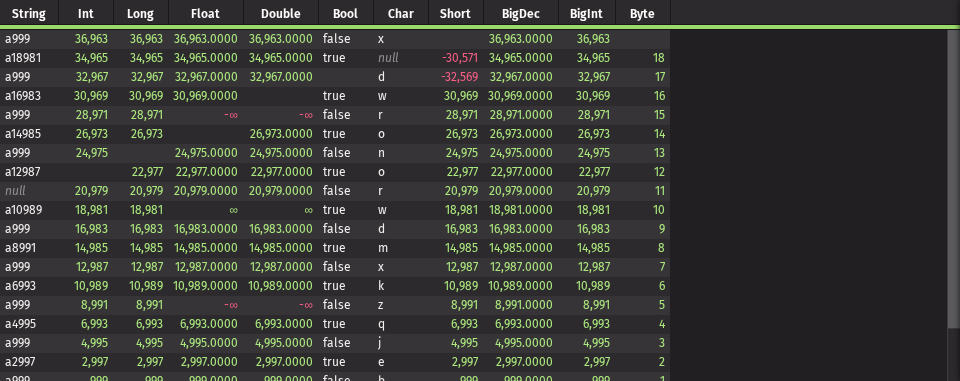 String Int Long Float Double Bool Char Short BigDec BigInt Byte
a999 36,963 36,963 36,963.0000 36,963.0000 false x 36,963.0000 36,963
a18981 34,965 34,965 34,965.0000 34,965.0000 true null -30,571 34,965.0000 34,965 18
a999 32,967 32,967 32,967.0000 32,967.0000 d -32,569 32,967.0000 32,967 17
a16983 30,969 30,969 30,969.0000 true w 30,969 30,969.0000 30,969 16
a999 28,971 28,971 -∞ -∞ false r 28,971 28,971.0000 28,971 15
a14985 26,973 26,973 26,973.0000 true o 26,973 26,973.0000 26,973 14
a999 24,975 24,975.0000 24,975.0000 false n 24,975 24,975.0000 24,975 13
a12987 22,977 22,977.0000 22,977.0000 true o 22,977 22,977.0000 22,977 12
null 20,979 20,979 20,979.0000 20,979.0000 false r 20,979 20,979.0000 20,979 11
a10989 18,981 18,981 ∞ ∞ true w 18,981 18,981.0000 18,981 10
a999 16,983 16,983 16,983.0000 16,983.0000 false d 16,983 16,983.0000 16,983 9
a8991 14,985 14,985 14,985.0000 14,985.0000 true m 14,985 14,985.0000 14,985 8
a999 12,987 12,987 12,987.0000 12,987.0000 false x 12,987 12,987.0000 12,987 7
a6993 10,989 10,989 10,989.0000 10,989.0000 true k 10,989 10,989.0000 10,989 6
a999 8,991 8,991 -∞ -∞ false z 8,991 8,991.0000 8,991 5
a4995 6,993 6,993 6,993.0000 6,993.0000 true q 6,993 6,993.0000 6,993 4
a999 4,995 4,995 4,995.0000 4,995.0000 false j 4,995 4,995.0000 4,995 3
a2997 2,997 2,997 2,997.0000 2,997.0000 true e 2,997 2,997.0000 2,997 2
a999 999 999 999.0000 999.0000 false 999 999.0000 999 1